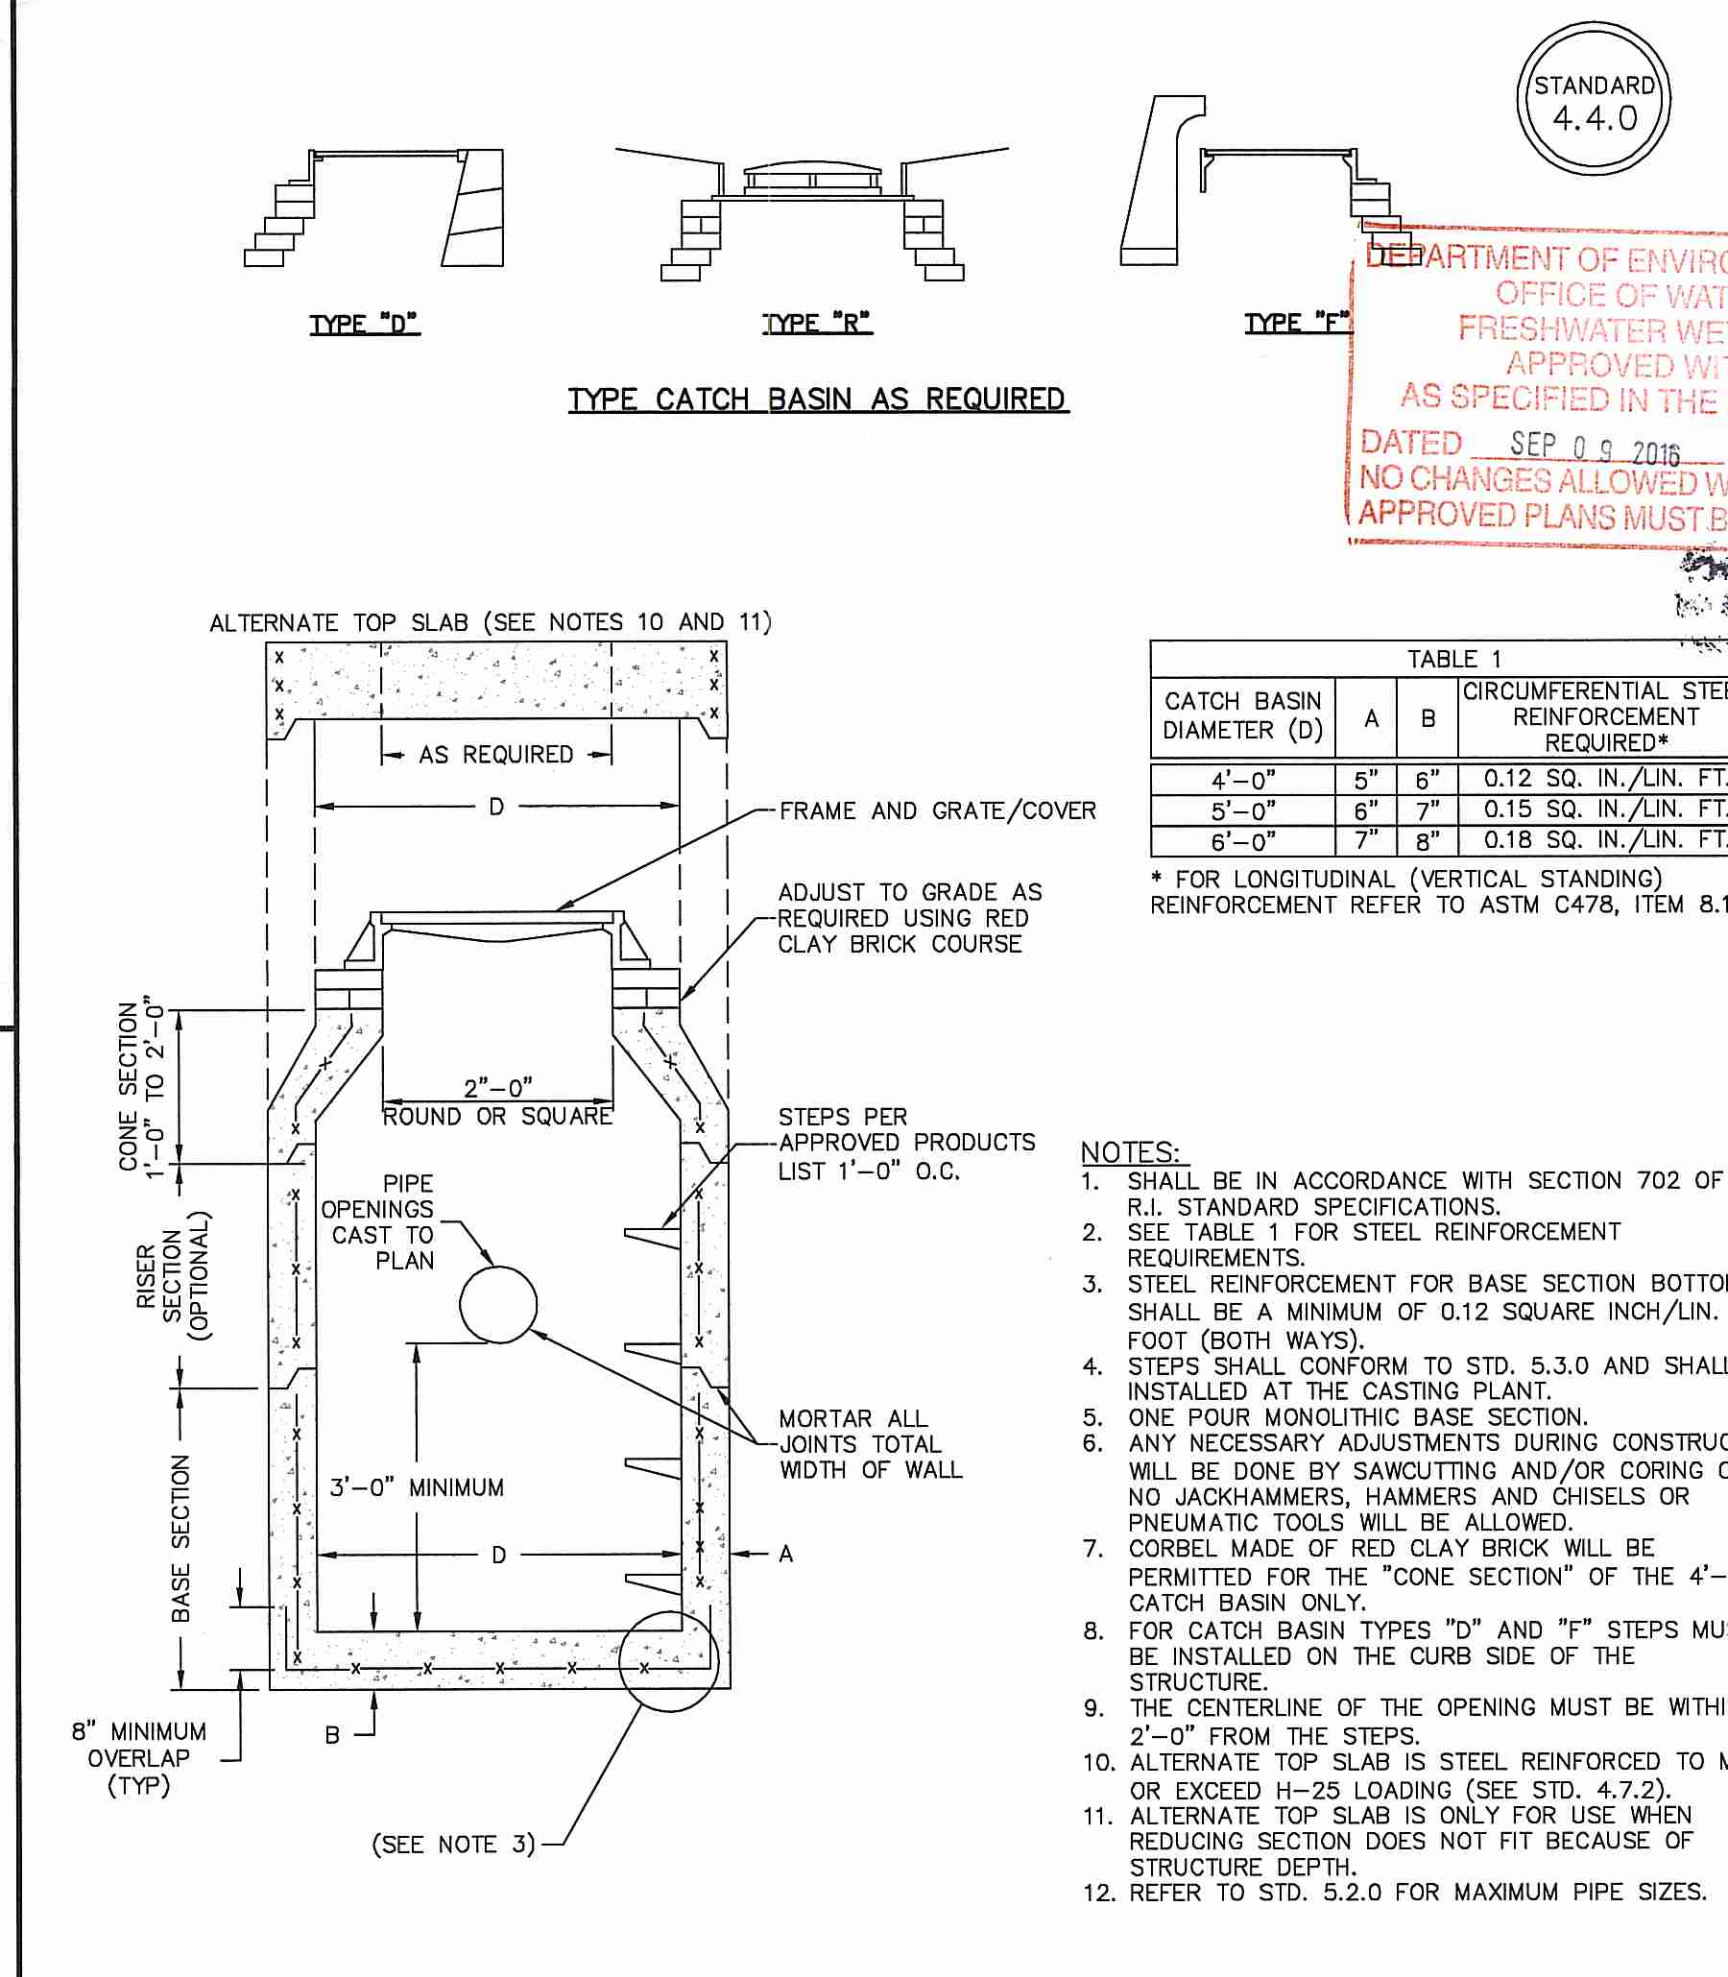 STANDARD
4.4.0
TYPE "D"
TYPE "R"
TYPE "F"
TYPE CATCH BASIN AS REQUIRED
DEPARTMENT OF ENVIRO
OFFICE OF WAT
FRESHWATER WE
APPROVED WIT
AS SPECIFIED IN THE
DATED SEP 09 2016
NO CHANGES ALLOWED W
APPROVED PLANS MUST B
ALTERNATE TOP SLAB (SEE NOTES 10 AND 11)
AS REQUIRED
D
FRAME AND GRATE/COVER
ADJUST TO GRADE AS
REQUIRED USING RED
CLAY BRICK COURSE
CONE SECTION
1'-0" TO 2'-0"
2"-0"
ROUND OR SQUARE
STEPS PER
APPROVED PRODUCTS
LIST 1'-0" O.C.
PIPE
OPENINGS
CAST TO
PLAN
RISER
SECTION
(OPTIONAL)
MORTAR ALL
JOINTS TOTAL
WIDTH OF WALL
3'-0" MINIMUM
BASE SECTION
D
A
B
8" MINIMUM
OVERLAP
(TYP)
(SEE NOTE 3)
TABLE 1
CATCH BASIN
DIAMETER (D)
A
B
CIRCUMFERENTIAL STEE
REINFORCEMENT
REQUIRED*
4'-0" 5" 6" 0.12 SQ. IN./LIN. FT.
5'-0" 6" 7" 0.15 SQ. IN./LIN. FT.
6'-0" 7" 8" 0.18 SQ. IN./LIN. FT.
* FOR LONGITUDINAL (VERTICAL STANDING)
REINFORCEMENT REFER TO ASTM C478, ITEM 8.1
NOTES:
1. SHALL BE IN ACCORDANCE WITH SECTION 702 OF
R.I. STANDARD SPECIFICATIONS.
2. SEE TABLE 1 FOR STEEL REINFORCEMENT
REQUIREMENTS.
3. STEEL REINFORCEMENT FOR BASE SECTION BOTTO
SHALL BE A MINIMUM OF 0.12 SQUARE INCH/LIN.
FOOT (BOTH WAYS).
4. STEPS SHALL CONFORM TO STD. 5.3.0 AND SHALL
INSTALLED AT THE CASTING PLANT.
5. ONE POUR MONOLITHIC BASE SECTION.
6. ANY NECESSARY ADJUSTMENTS DURING CONSTRUC
WILL BE DONE BY SAWCUTTING AND/OR CORING O
NO JACKHAMMERS, HAMMERS AND CHISELS OR
PNEUMATIC TOOLS WILL BE ALLOWED.
7. CORBEL MADE OF RED CLAY BRICK WILL BE
PERMITTED FOR THE "CONE SECTION" OF THE 4'-
CATCH BASIN ONLY.
8. FOR CATCH BASIN TYPES "D" AND "F" STEPS MU
BE INSTALLED ON THE CURB SIDE OF THE
STRUCTURE.
9. THE CENTERLINE OF THE OPENING MUST BE WITHI
2'-0" FROM THE STEPS.
10. ALTERNATE TOP SLAB IS STEEL REINFORCED TO M
OR EXCEED H-25 LOADING (SEE STD. 4.7.2).
11. ALTERNATE TOP SLAB IS ONLY FOR USE WHEN
REDUCING SECTION DOES NOT FIT BECAUSE OF
STRUCTURE DEPTH.
12. REFER TO STD. 5.2.0 FOR MAXIMUM PIPE SIZES.